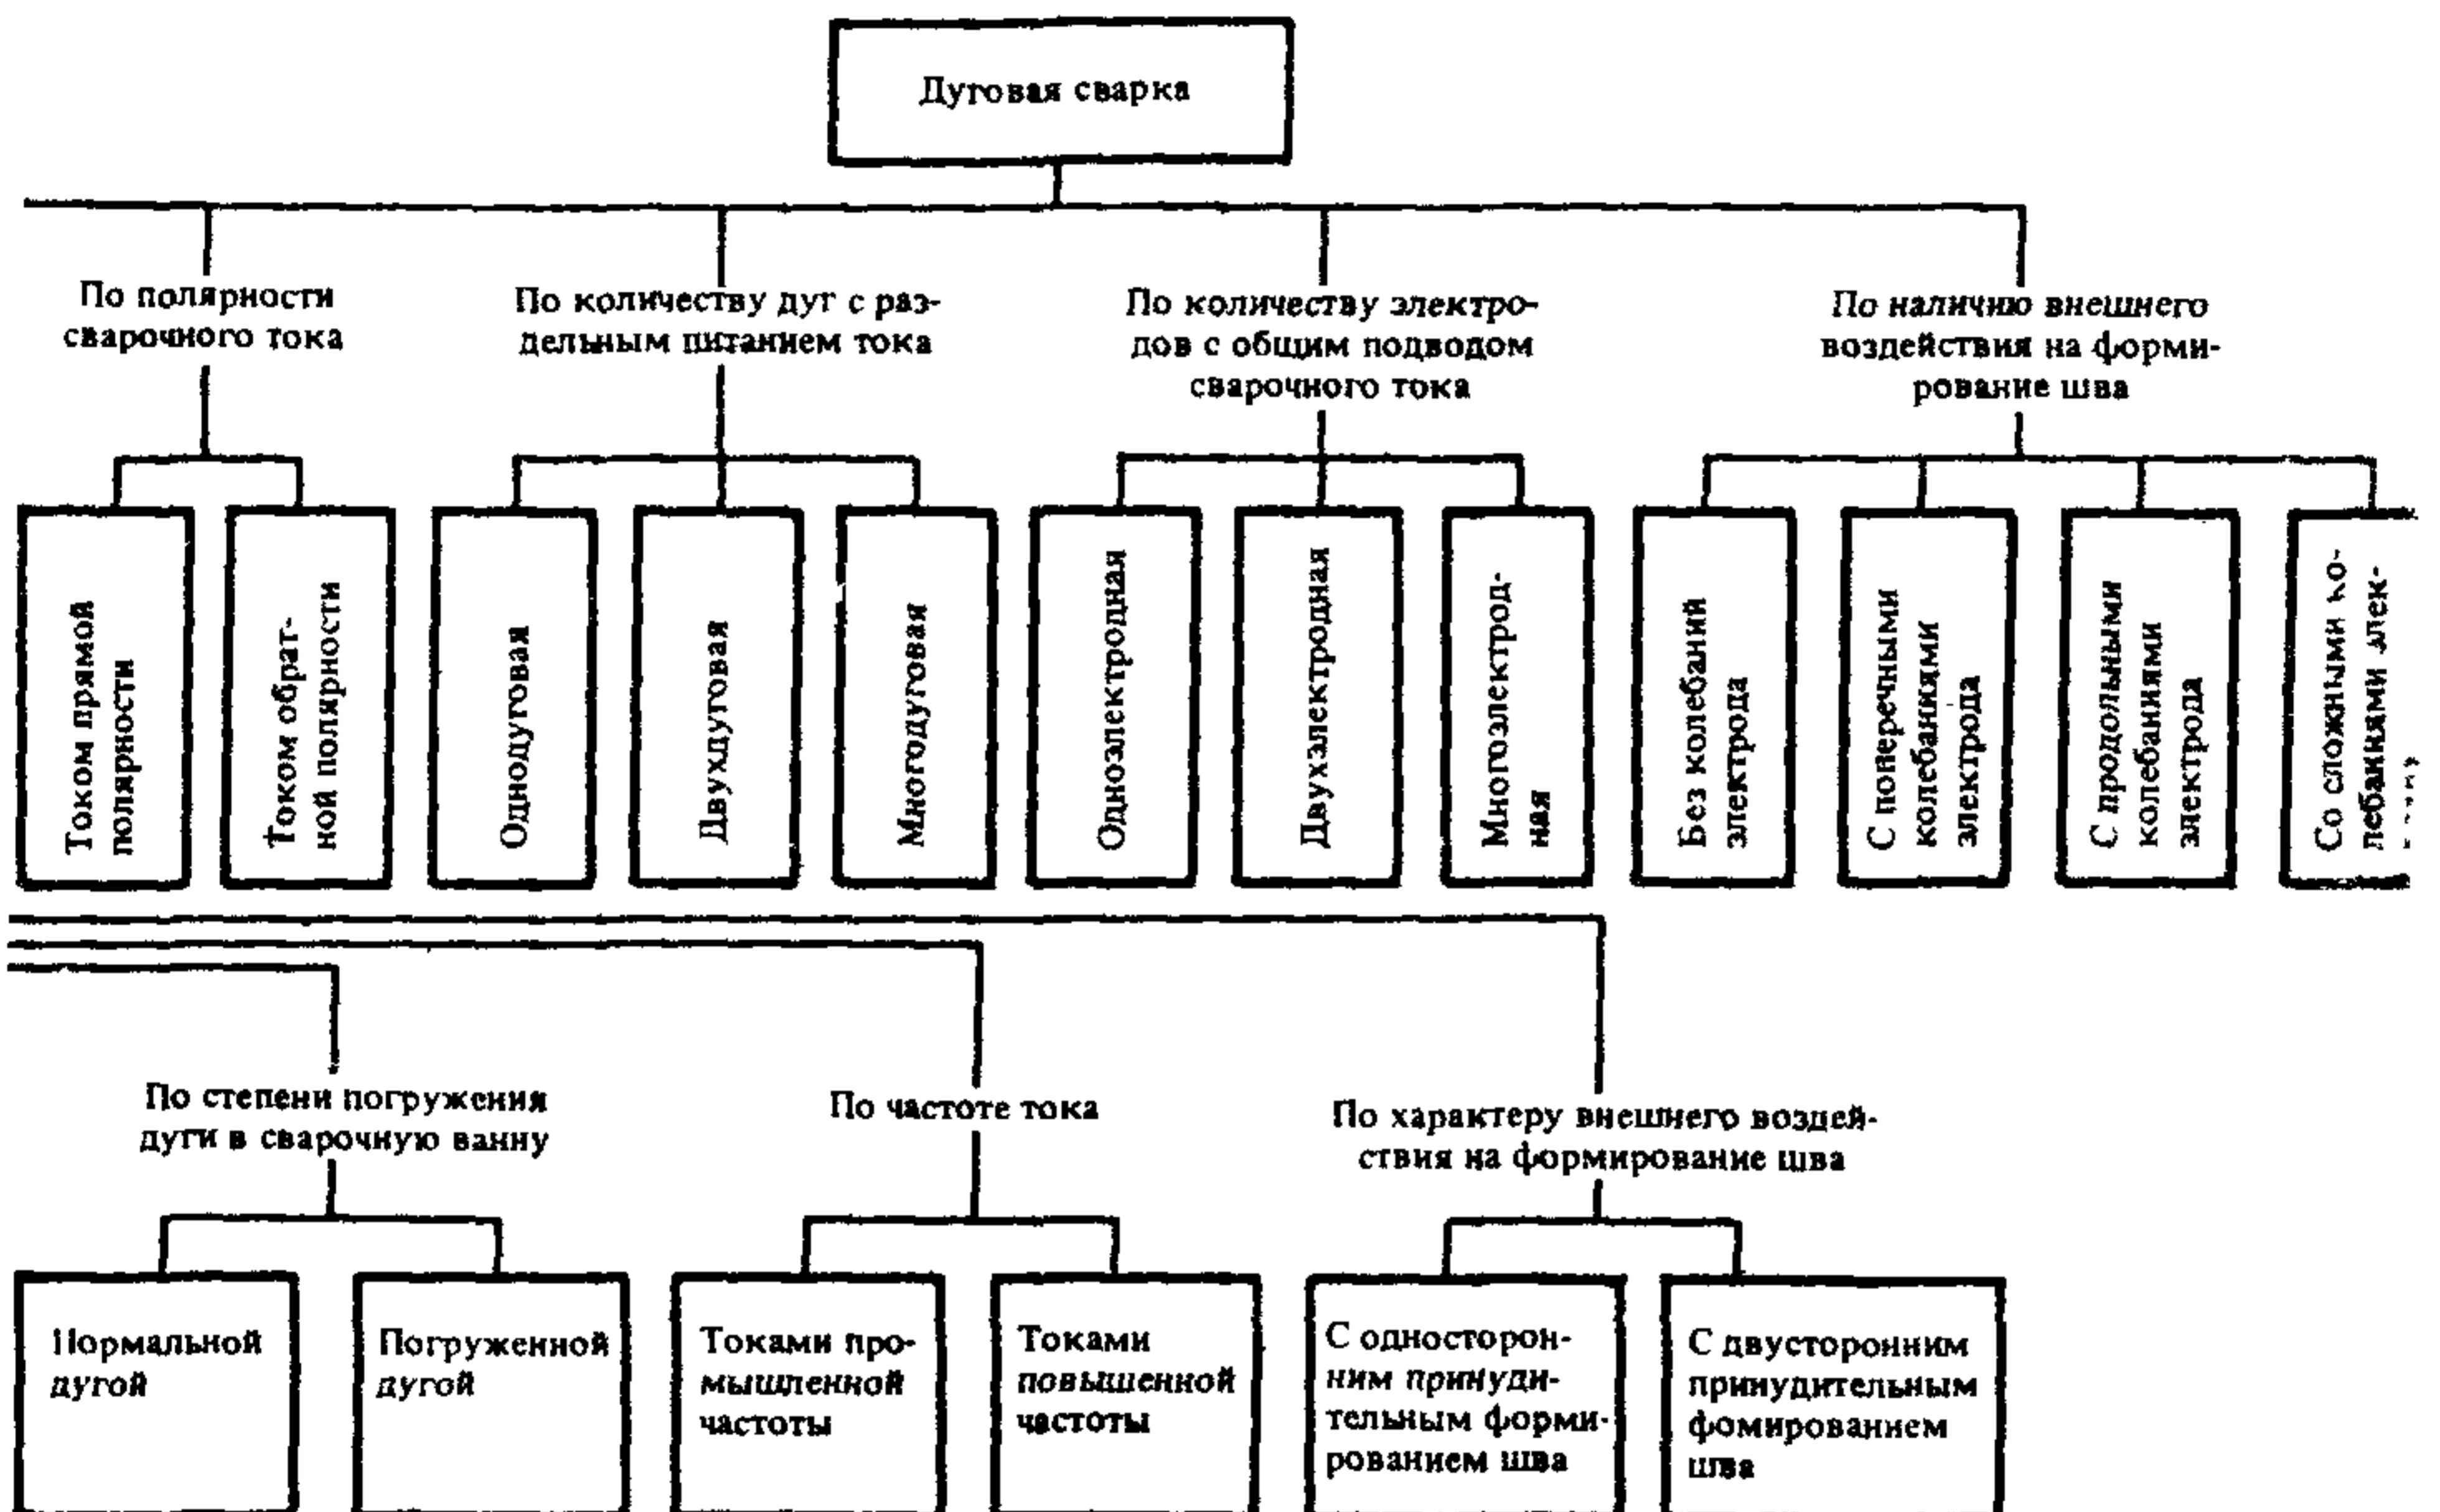 Дуговая сварка
По полярности
сварочного тока
По количеству дуг с раз-
дельным питанием тока
По количеству электро-
дов с общим подводом
сварочного тока
По наличию внешнего
воздействия на форми-
рование шва
Током прямой
полярности
Током обрат-
ной полярности
Однодуговая
Двухдуговая
Многодуговая
Одноэлектродная
Двухэлектродная
Многоэлектрод-
ная
Без колебаний
электрода
С поперечными
колебаниями
электрода
С продольными
колебаниями
электрода
Со сложными ко-
лебаниями элек-
По степени погружения
дуги в сварочную ванну
По частоте тока
По характеру внешнего воздей-
ствия на формирование шва
Нормальной
дугой
Погруженной
дугой
Токами про-
мышленной
частоты
Токами
повышенной
частоты
С односторон-
ним принуди-
тельным форми-
рованием шва
С двусторонним
принудительным
фомированием
шва